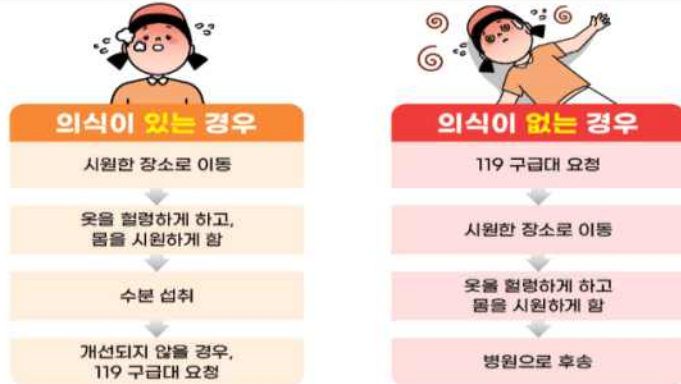 의식이 있는 경우
시원한 장소로 이동
옷을 헐렁하게 하고,
몸을 시원하게 함
수분 섭취
개선되지 않을 경우,
119 구급대 요청
의식이 없는 경우
119 구급대 요청
시원한 장소로 이동
옷을 헐렁하게 하고
몸을 시원하게 함
병원으로 후송